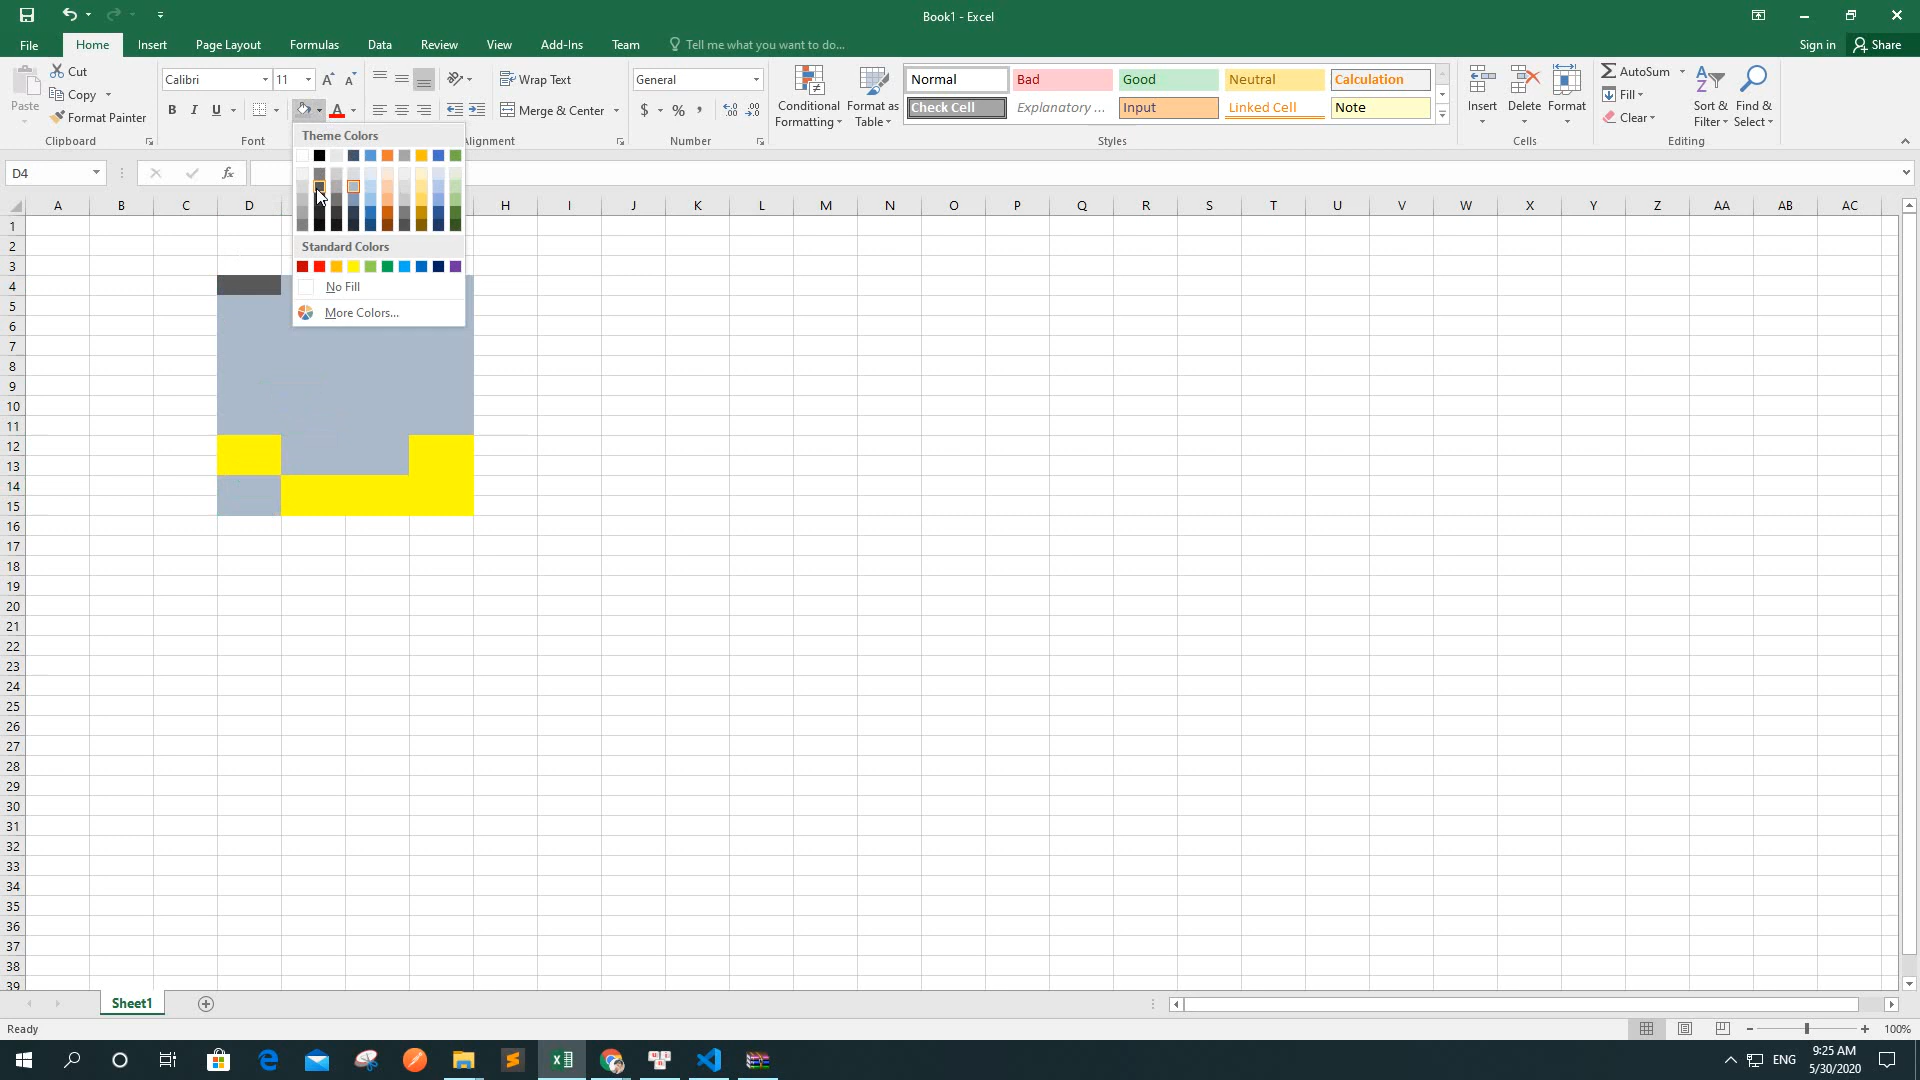 Book1 - Excel
File Home Insert Page Layout Formulas Data Review View Add-Ins Team Tell me what you want to do... Sign in Share
Paste
Cut
Copy
Format Painter
Clipboard
Calibri 11
B I U
Font
Wrap Text
Merge & Center
lignment
General
$ % ,
Number
Conditional Formatting
Format as Table
Normal Bad Good Neutral Calculation
Check Cell Explanatory ... Input Linked Cell Note
Styles
Insert Delete Format
Cells
AutoSum
Fill
Clear
Sort & Filter
Find & Select
Editing
Theme Colors
Standard Colors
No Fill
More Colors...
D4 fx
A B C D H I J K L M N O P Q R S T U V W X Y Z AA AB AC
1
2
3
4
5
6
7
8
9
10
11
12
13
14
15
16
17
18
19
20
21
22
23
24
25
26
27
28
29
30
31
32
33
34
35
36
37
38
39
Sheet1
Ready 100%
ENG 9:25 AM
5/30/2020